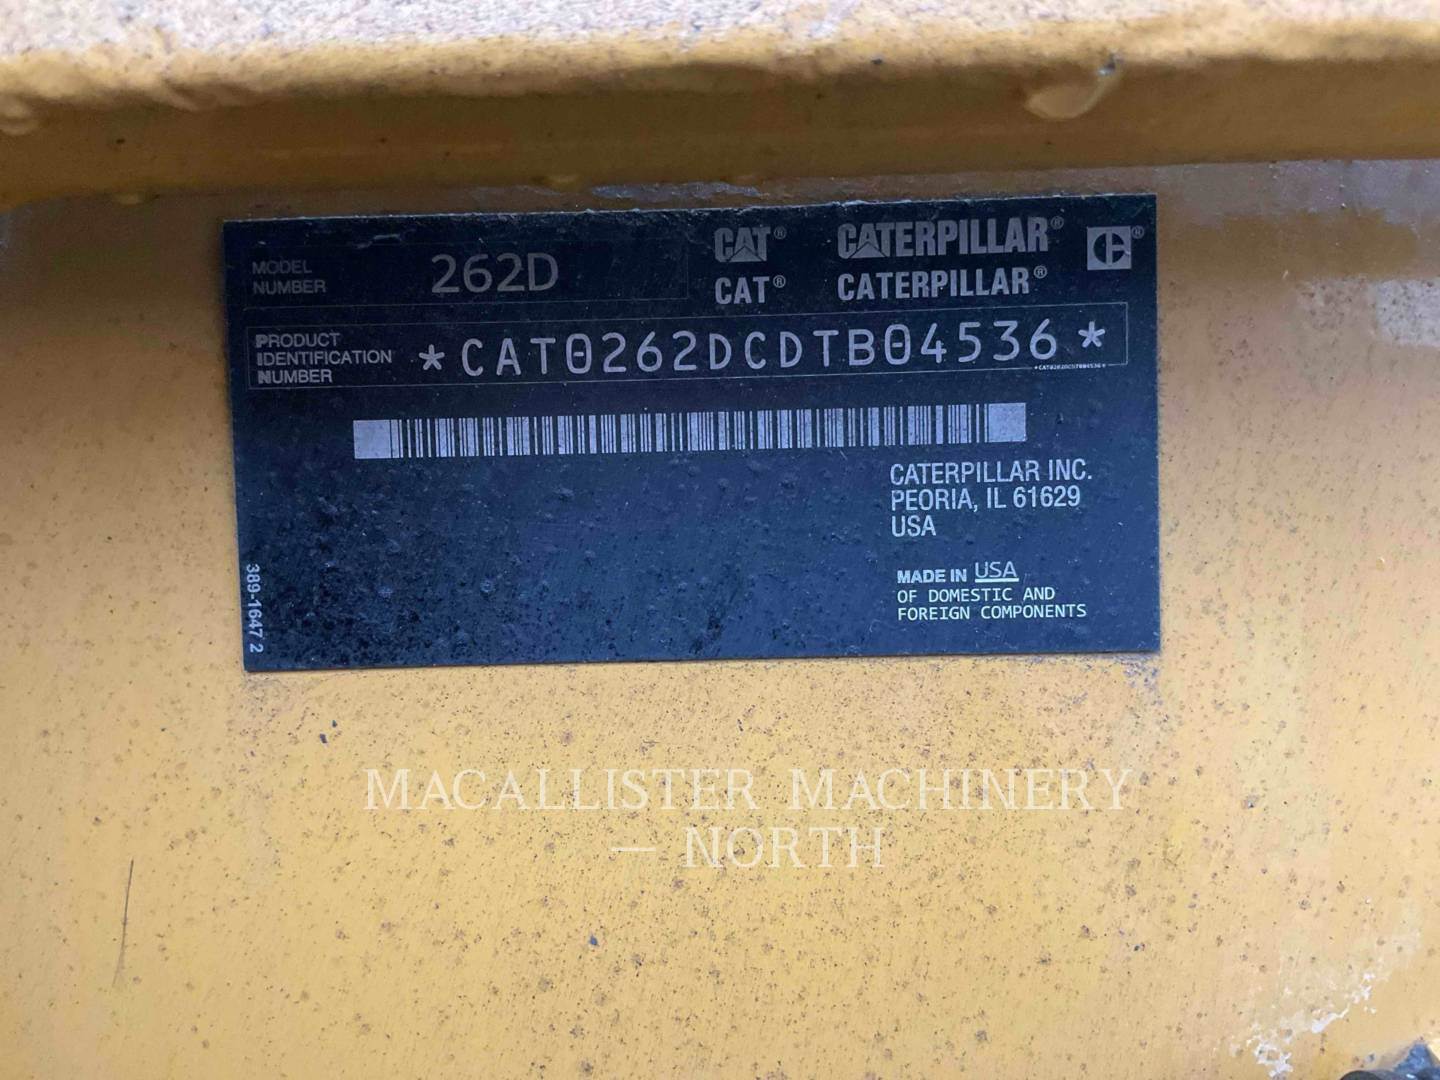 MODEL NUMBER 262D
CAT® CATERPILLAR® C®
CAT® CATERPILLAR®
PRODUCT IDENTIFICATION NUMBER *CAT0262DCDTB04536*
*CAT0262DCDTB04536*
CATERPILLAR INC.
PEORIA, IL 61629
USA
MADE IN USA
OF DOMESTIC AND
FOREIGN COMPONENTS
389-1647 2
MACALLISTER MACHINERY
— NORTH